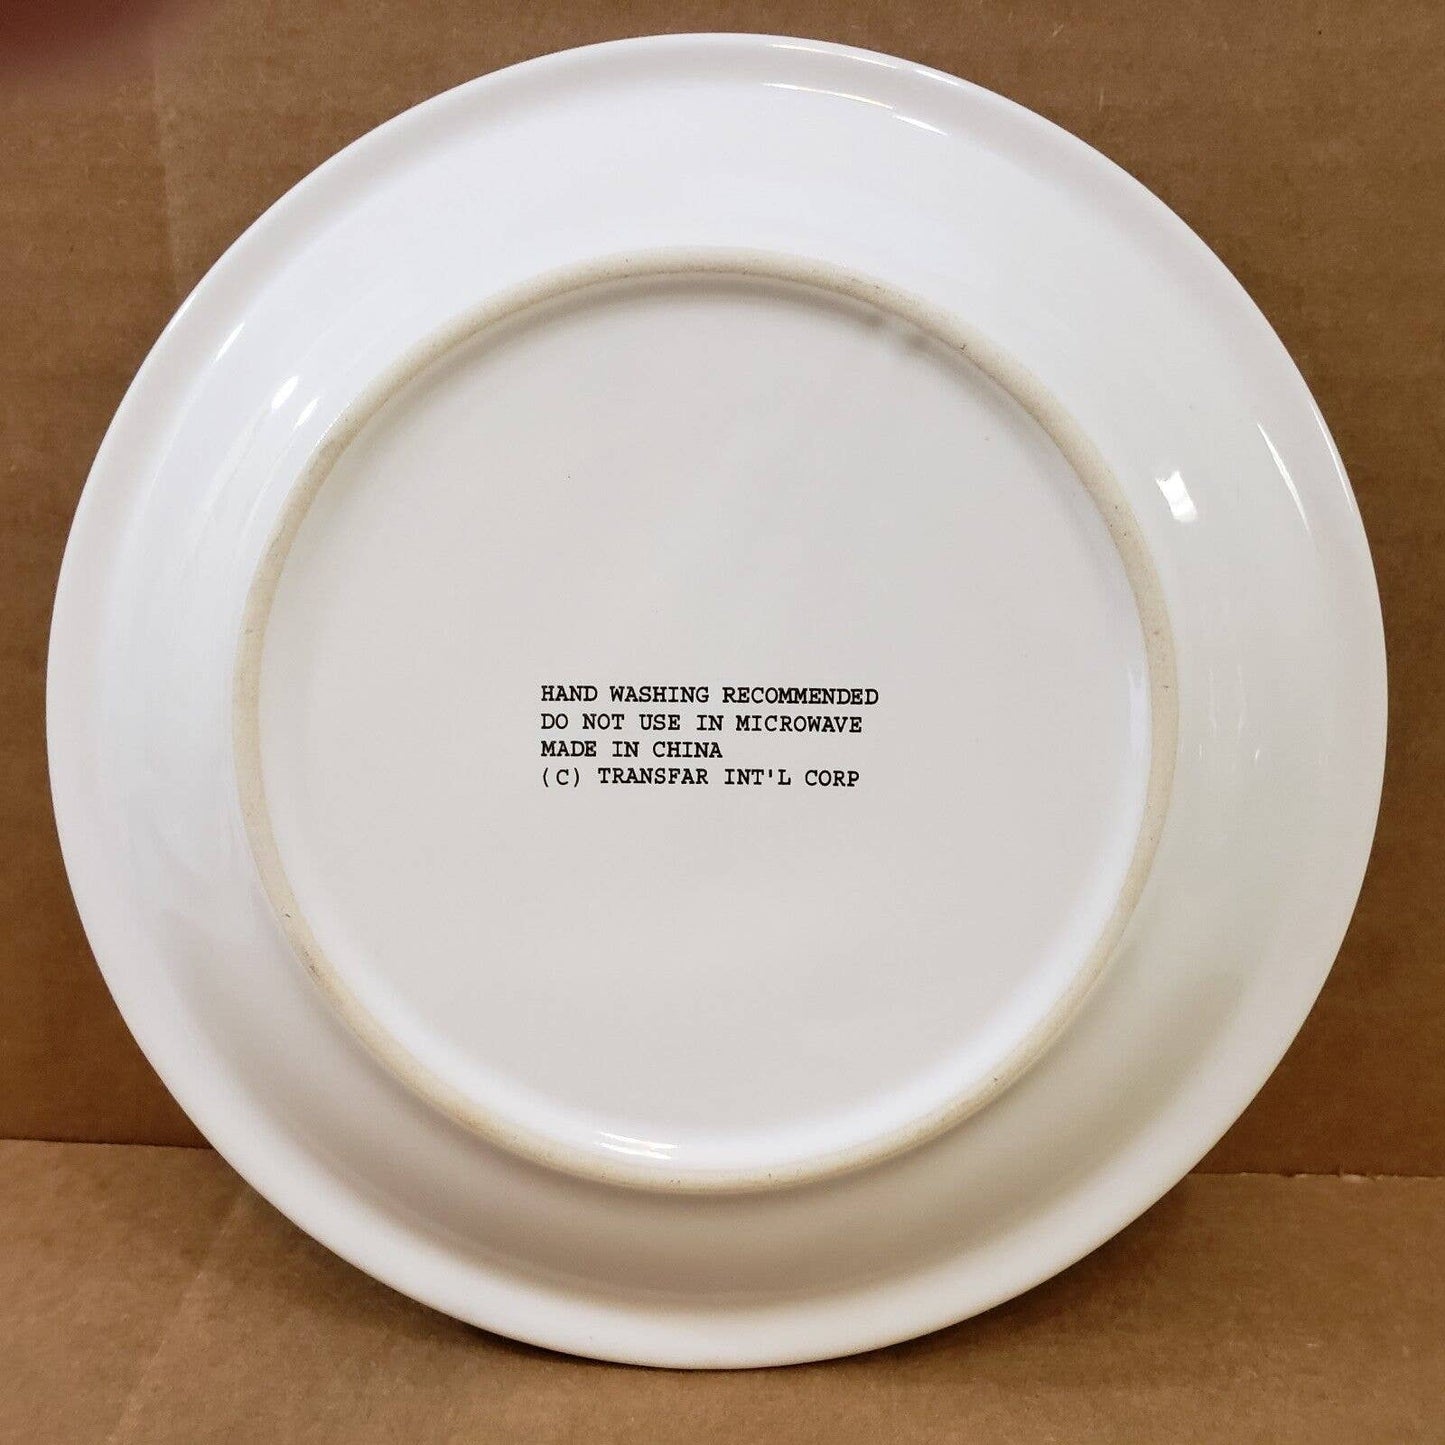 HAND WASHING RECOMMENDED
DO NOT USE IN MICROWAVE
MADE IN CHINA
(C) TRANSFAR INT'L CORP